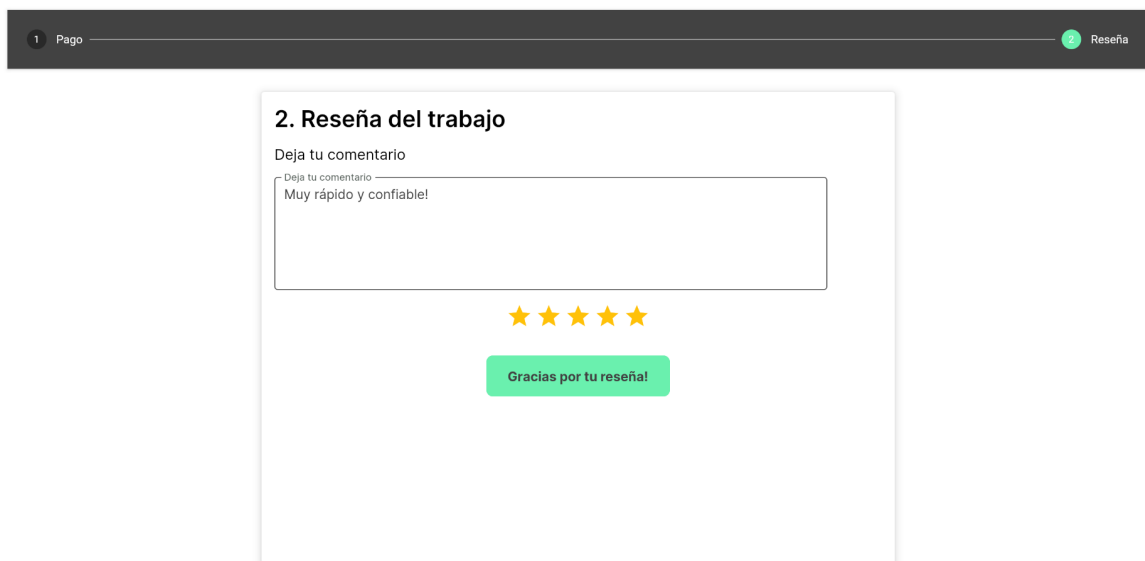 1 Pago 2 Reseña
2. Reseña del trabajo
Deja tu comentario
Deja tu comentario
Muy rápido y confiable!
Gracias por tu reseña!